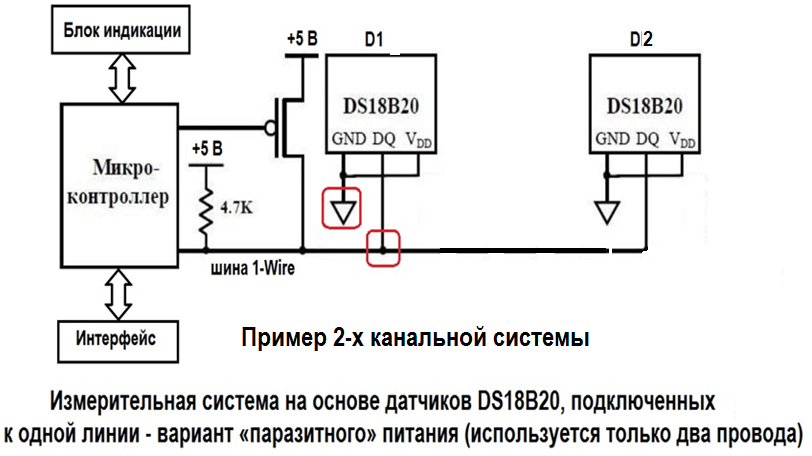 Блок индикации
+5 В
D1
D2
DS18B20
DS18B20
GND DQ VDD
GND DQ VDD
+5 В
Микро-
контроллер
4.7K
шина 1-Wire
Интерфейс
Пример 2-х канальной системы
Измерительная система на основе датчиков DS18B20, подключенных
к одной линии - вариант «паразитного» питания (используется только два провода)